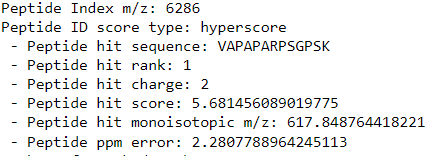 Peptide Index m/z: 6286
Peptide ID score type: hyperscore
- Peptide hit sequence: VAPAPARPSGPSK
- Peptide hit rank: 1
- Peptide hit charge: 2
- Peptide hit score: 5.681456089019775
- Peptide hit monoisotopic m/z: 617.848764418221
- Peptide ppm error: 2.2807788964245113